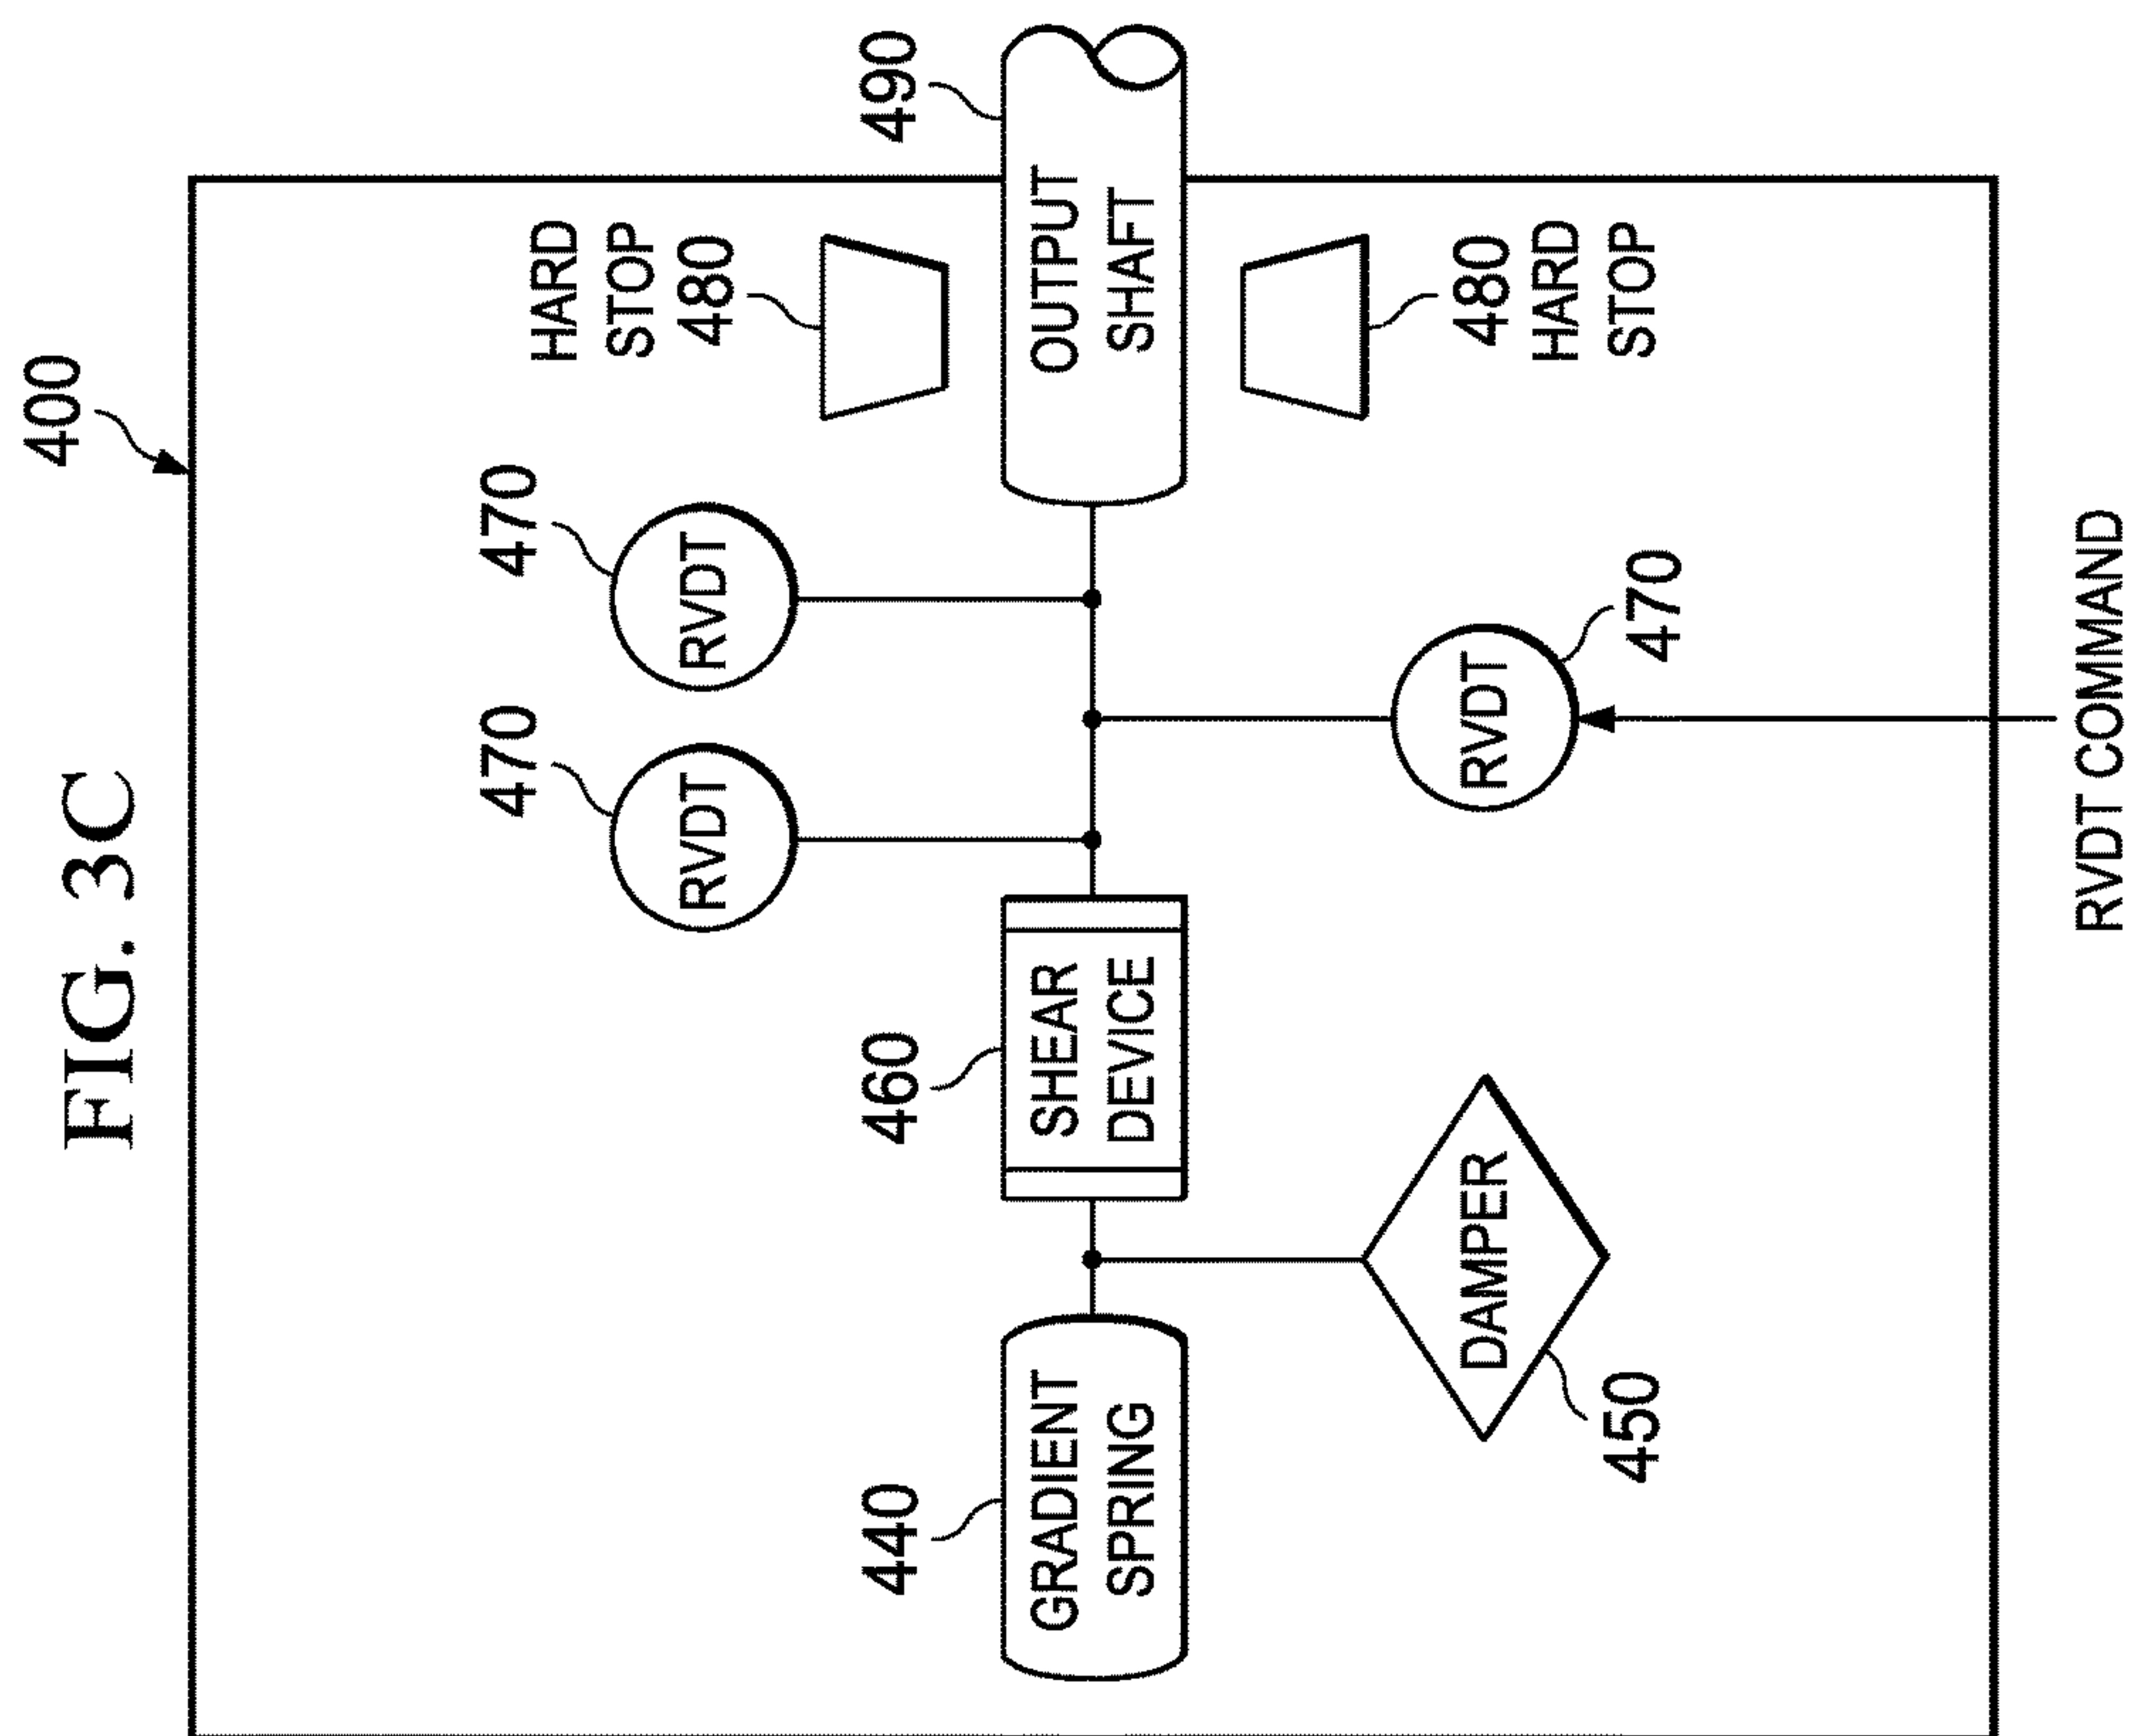 FIG. 3C
400
440
GRADIENT
SPRING
450
DAMPER
460
SHEAR
DEVICE
470
RVDT
470
RVDT
470
RVDT
RVDT COMMAND
HARD
STOP
480
490
OUTPUT
SHAFT
480
HARD
STOP